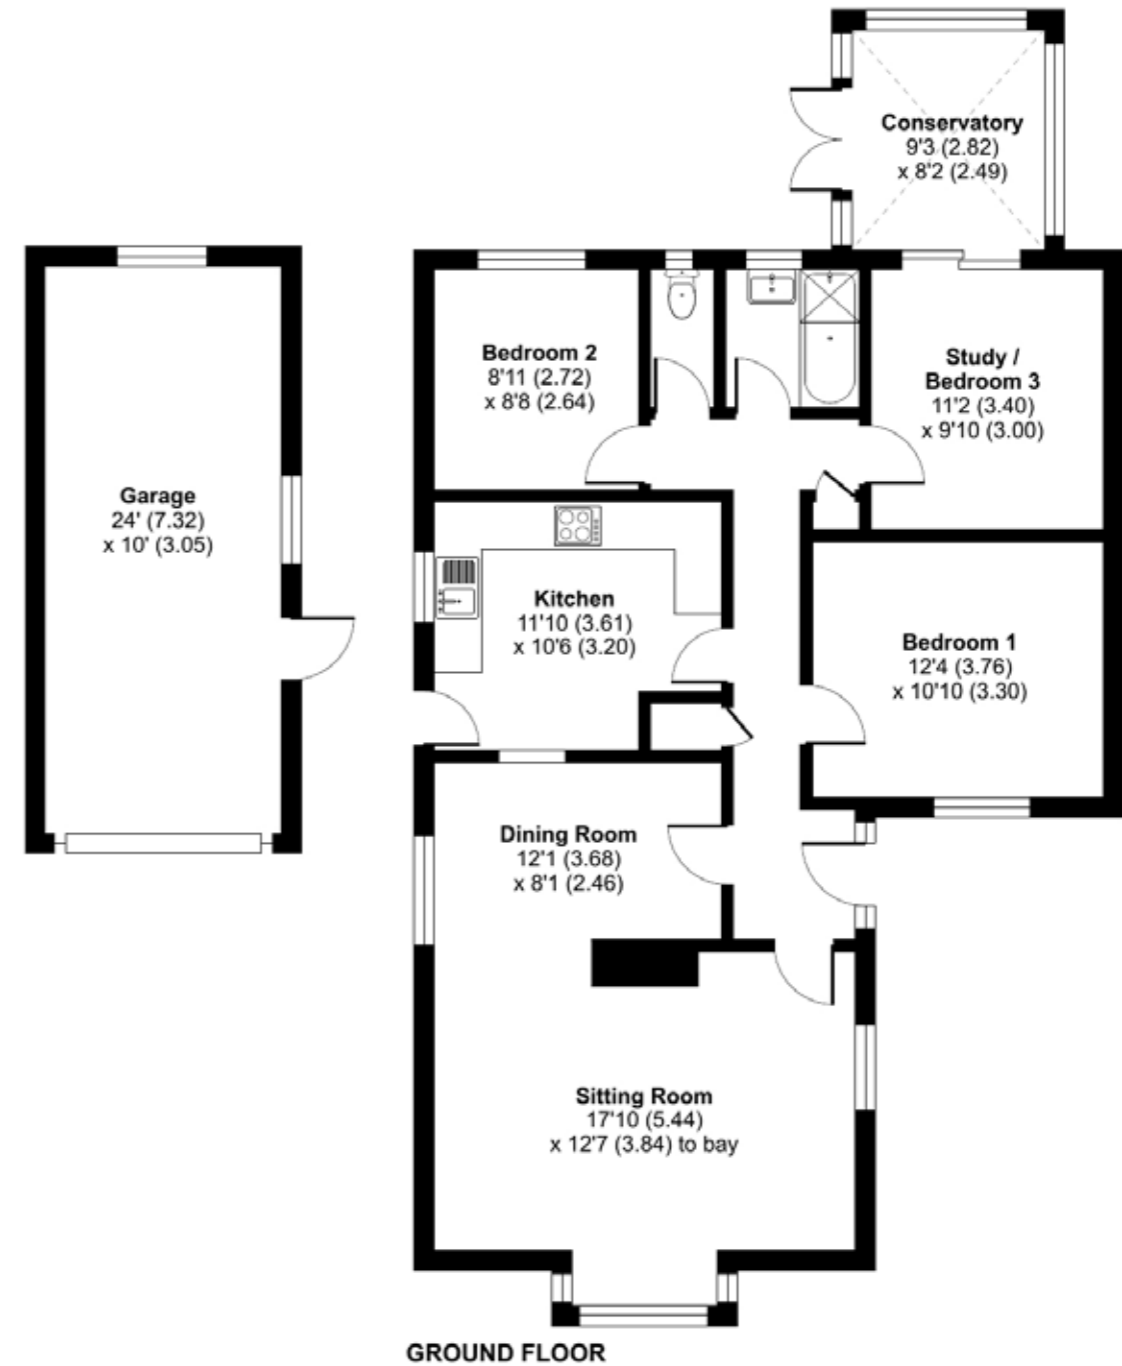 Conservatory
9'3 (2.82)
x 8'2 (2.49)
Bedroom 2
8'11 (2.72)
x 8'8 (2.64)
Study /
Bedroom 3
11'2 (3.40)
x 9'10 (3.00)
Garage
24' (7.32)
x 10' (3.05)
Kitchen
11'10 (3.61)
x 10'6 (3.20)
Bedroom 1
12'4 (3.76)
x 10'10 (3.30)
Dining Room
12'1 (3.68)
x 8'1 (2.46)
Sitting Room
17'10 (5.44)
x 12'7 (3.84) to bay
GROUND FLOOR